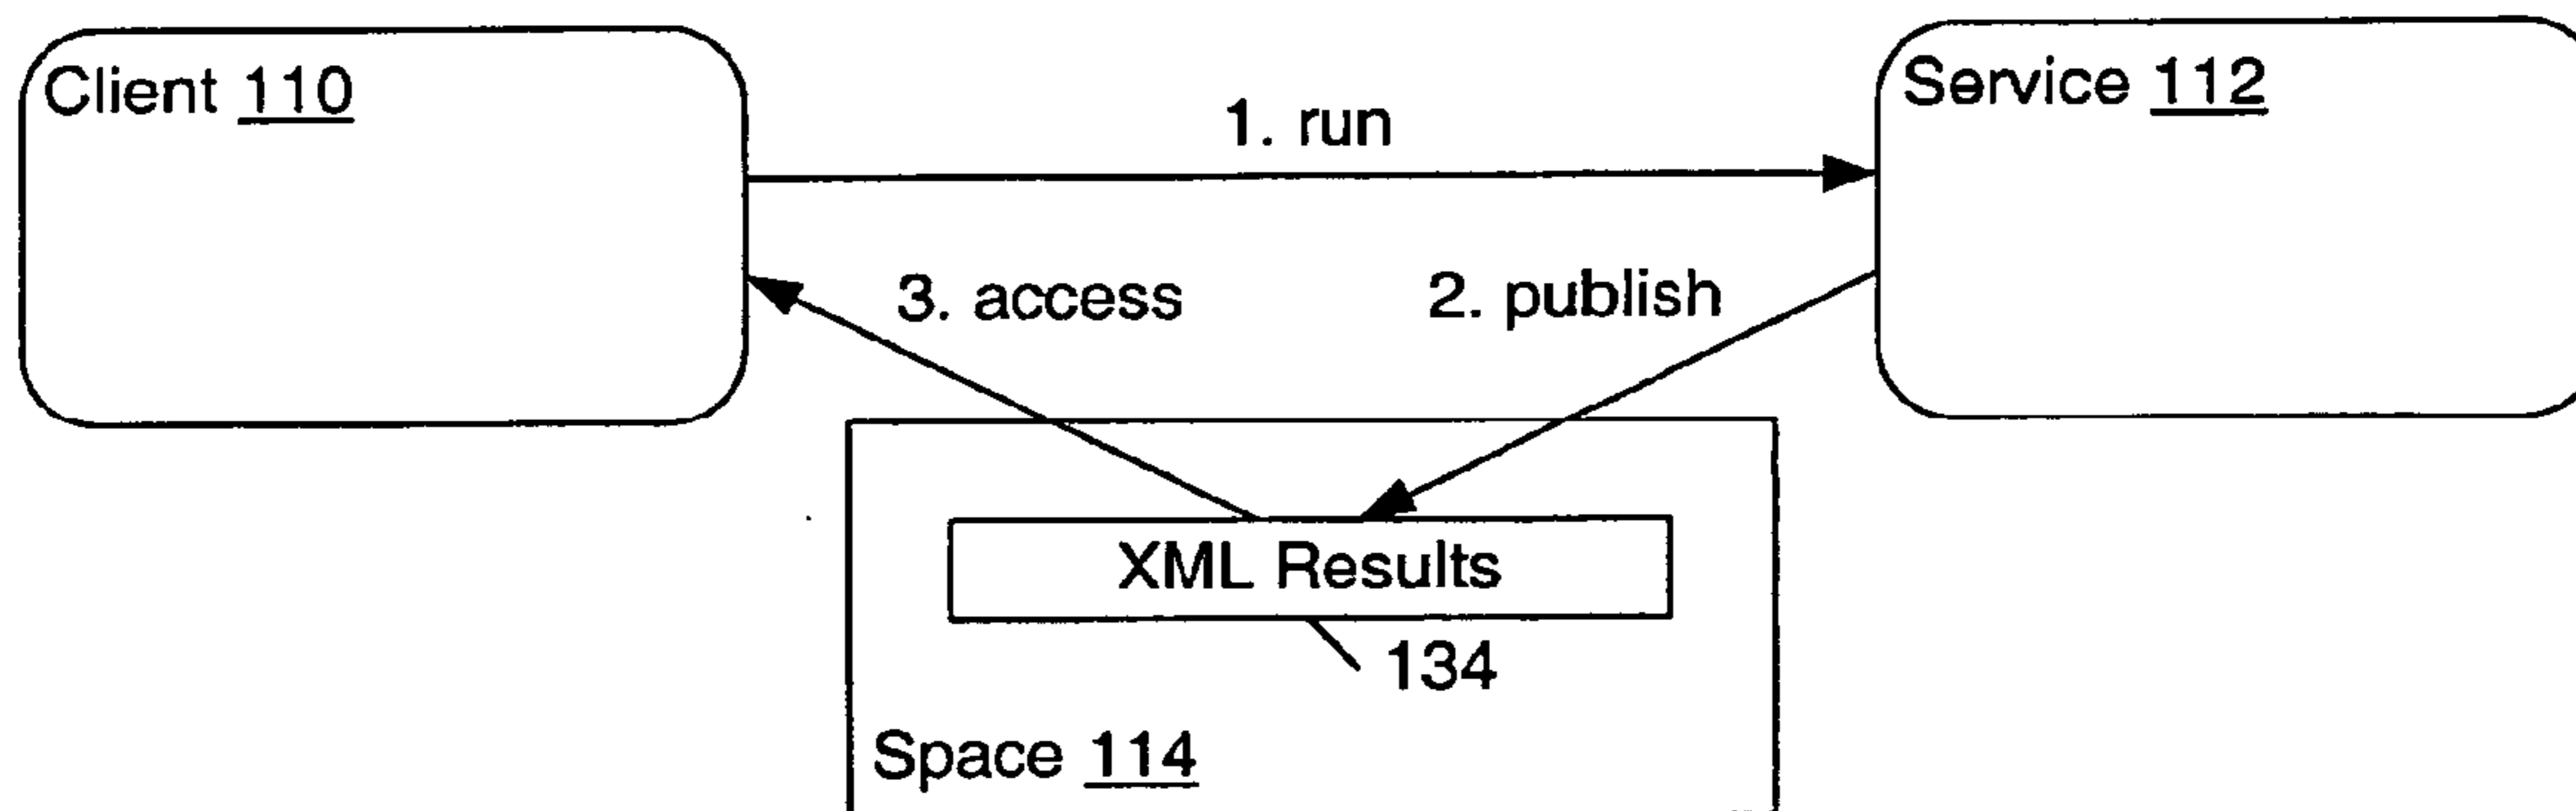 Client 110
Service 112
1. run
3. access
2. publish
XML Results
134
Space 114